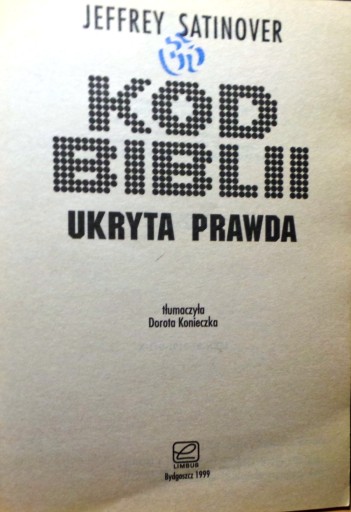 JEFFREY SATINOVER
KOD
BIBLII
UKRYTA PRAWDA
tłumaczyła
Dorota Konieczka
LIMBUS
Bydgoszcz 1999